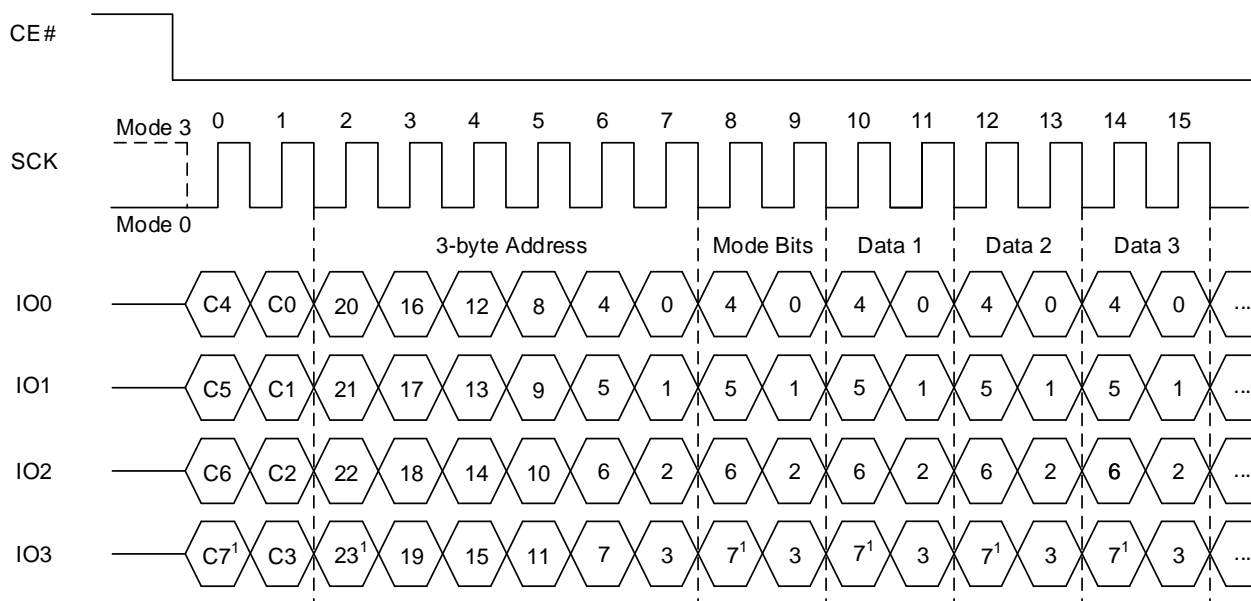 CE#
Mode 3 0 1 2 3 4 5 6 7 8 9 10 11 12 13 14 15
SCK
Mode 0
3-byte Address Mode Bits Data 1 Data 2 Data 3
IO0 C4 C0 20 16 12 8 4 0 4 0 4 0 4 0 4 0 ...
IO1 C5 C1 21 17 13 9 5 1 5 1 5 1 5 1 5 1 ...
IO2 C6 C2 22 18 14 10 6 2 6 2 6 2 6 2 6 2 ...
IO3 C7¹ C3 23¹ 19 15 11 7 3 7¹ 3 7¹ 3 7¹ 3 7¹ 3 ...